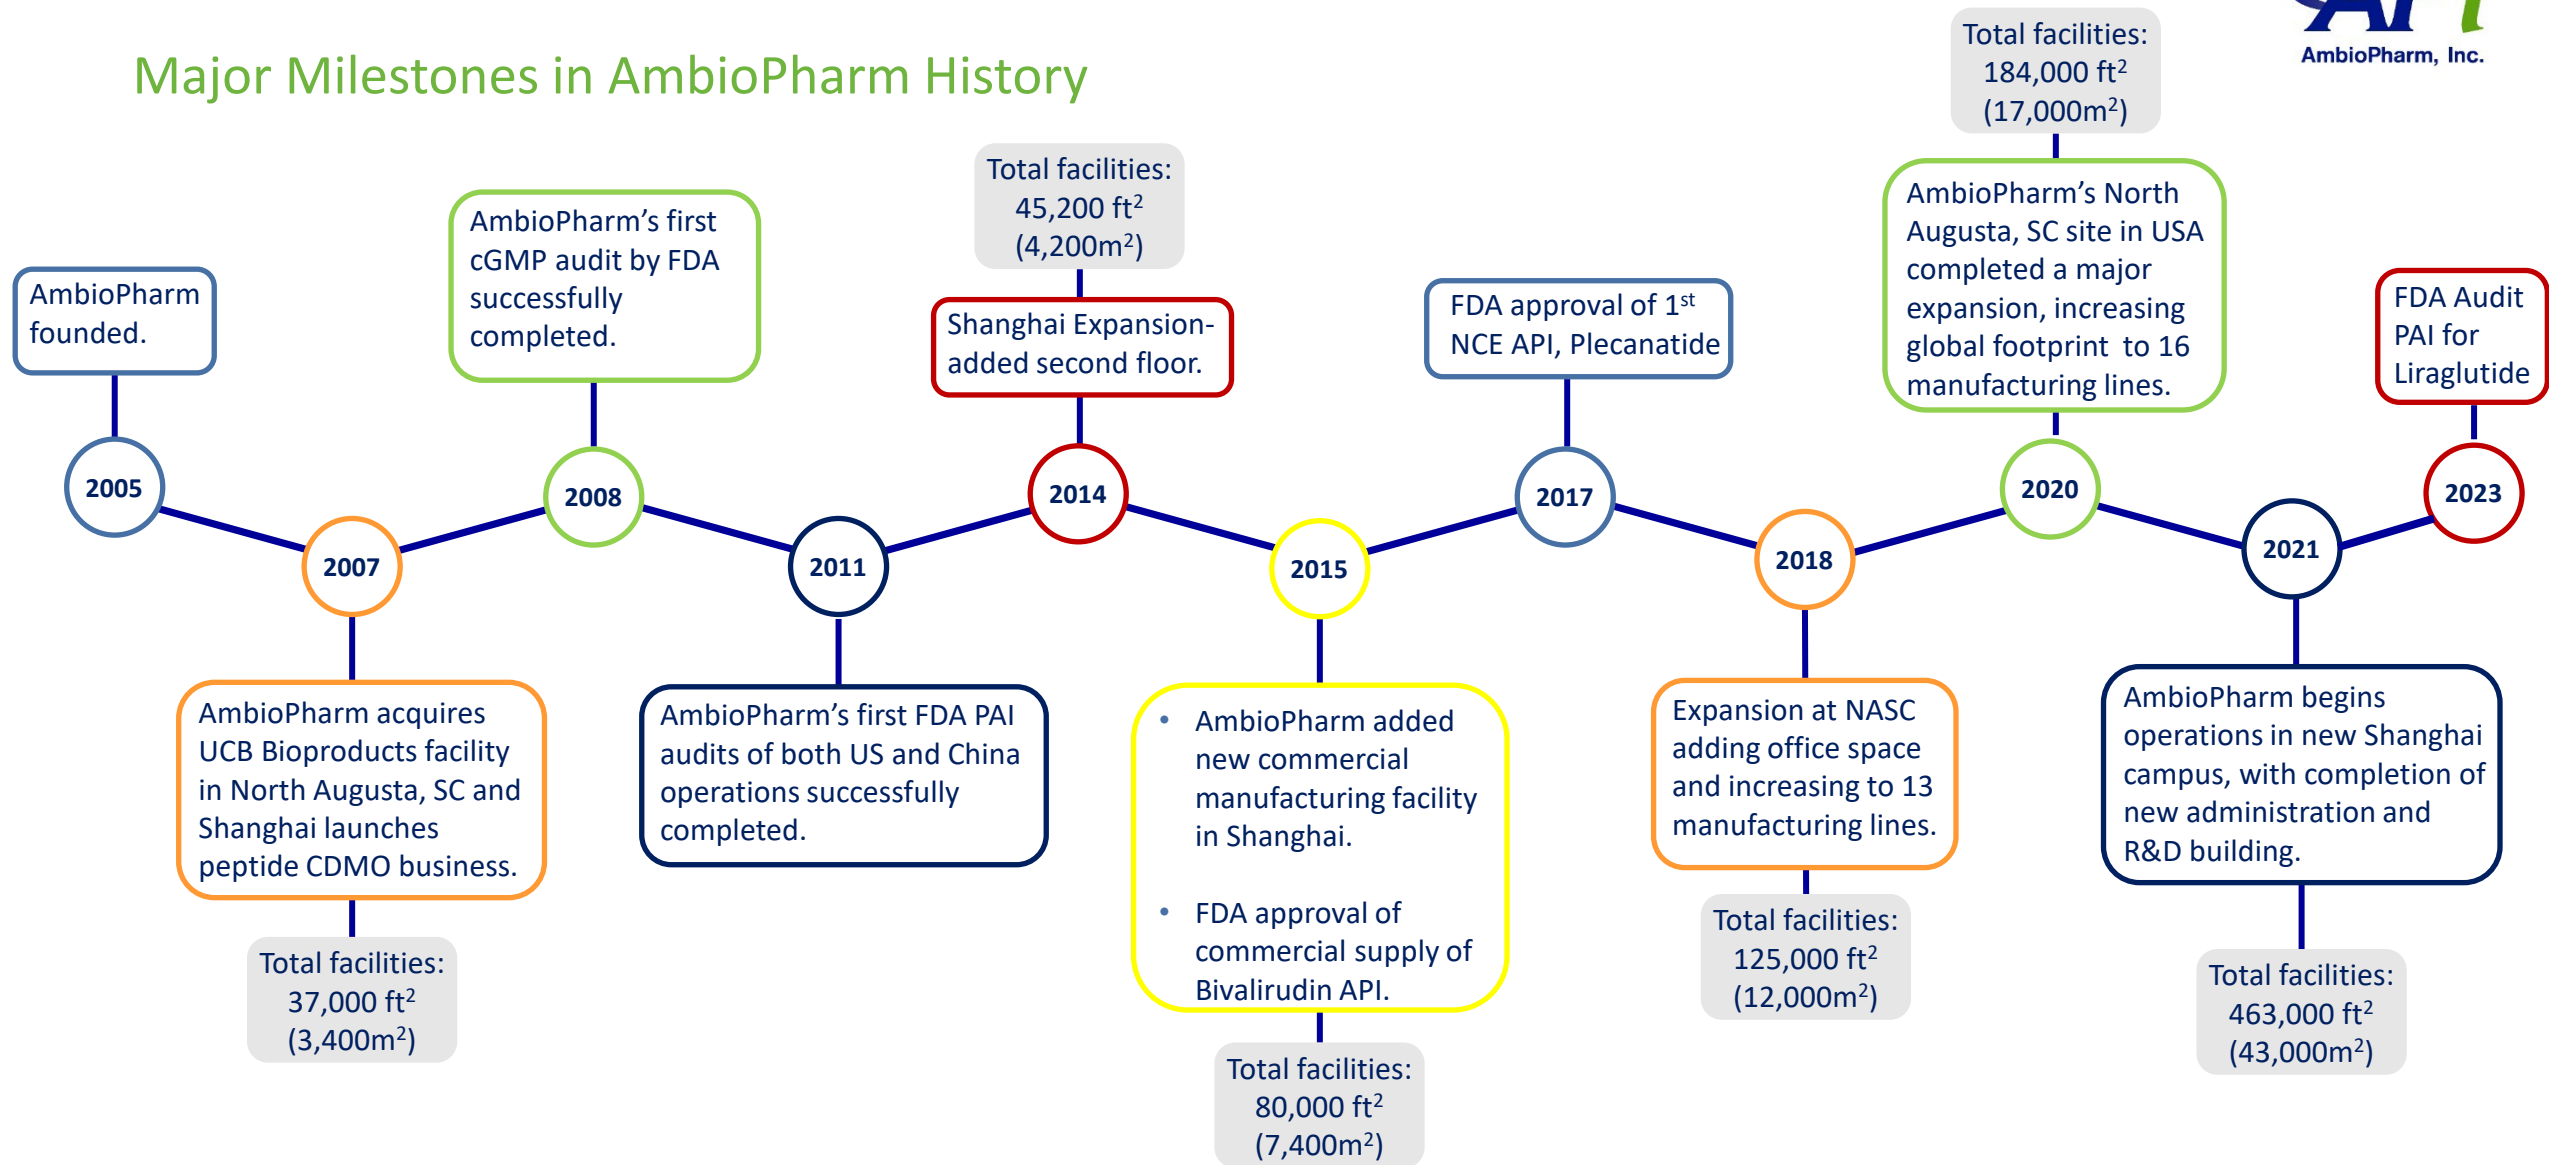 Major Milestones in AmbioPharm History
AmbioPharm, Inc.
AmbioPharm
founded.
2005
2007
AmbioPharm acquires
UCB Bioproducts facility
in North Augusta, SC and
Shanghai launches
peptide CDMO business.
Total facilities:
37,000 ft²
(3,400m²)
AmbioPharm’s first
cGMP audit by FDA
successfully
completed.
2008
2011
AmbioPharm’s first FDA PAI
audits of both US and China
operations successfully
completed.
Total facilities:
45,200 ft²
(4,200m²)
Shanghai Expansion-
added second floor.
2014
2015
• AmbioPharm added
new commercial
manufacturing facility
in Shanghai.
• FDA approval of
commercial supply of
Bivalirudin API.
Total facilities:
80,000 ft²
(7,400m²)
FDA approval of 1st
NCE API, Plecanatide
2017
2018
Expansion at NASC
adding office space
and increasing to 13
manufacturing lines.
Total facilities:
125,000 ft²
(12,000m²)
Total facilities:
184,000 ft²
(17,000m²)
AmbioPharm’s North
Augusta, SC site in USA
completed a major
expansion, increasing
global footprint to 16
manufacturing lines.
2020
2021
AmbioPharm begins
operations in new Shanghai
campus, with completion of
new administration and
R&D building.
Total facilities:
463,000 ft²
(43,000m²)
FDA Audit
PAI for
Liraglutide
2023